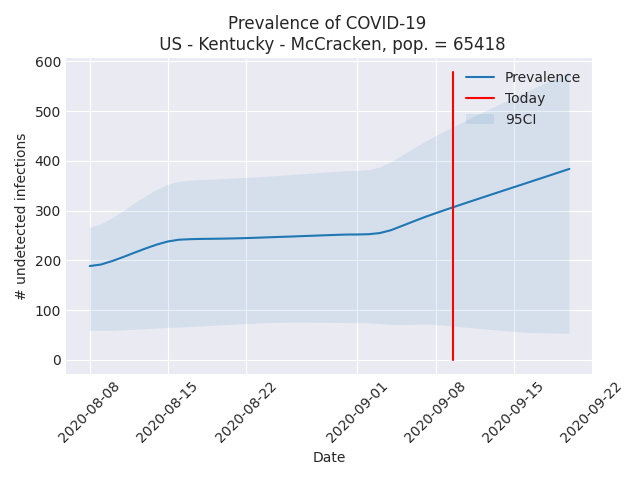 Prevalence of COVID-19
US - Kentucky - McCracken, pop. = 65418
600
500
400
300
200
100
0
# undetected infections
Prevalence
Today
95CI
2020-08-08
2020-08-15
2020-08-22
2020-09-01
2020-09-08
2020-09-15
2020-09-22
Date